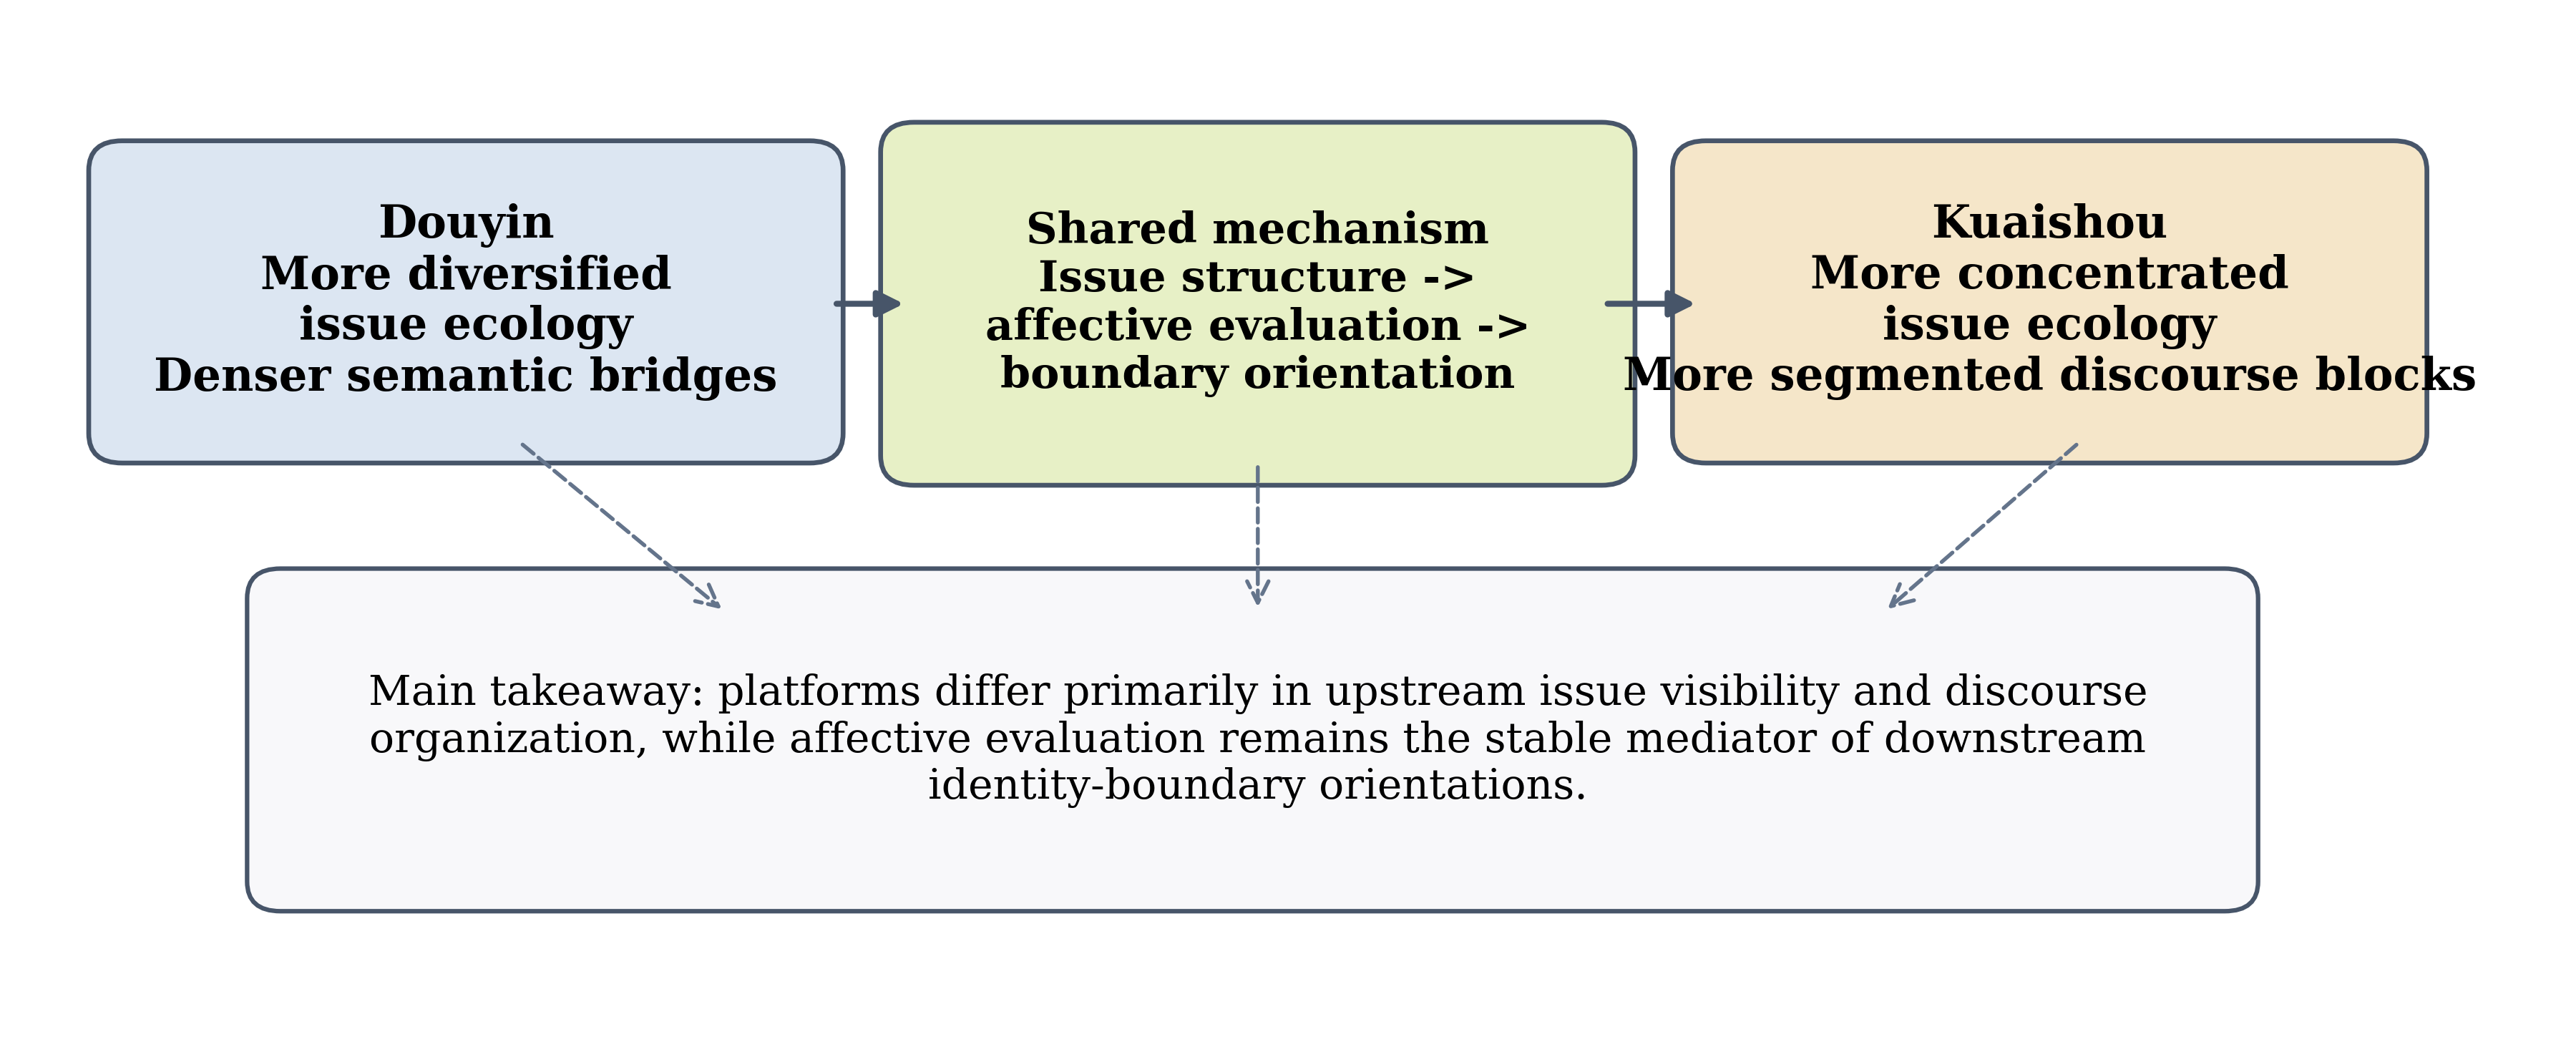 Douyin
More diversified
issue ecology
Denser semantic bridges
Shared mechanism
Issue structure ->
affective evaluation ->
boundary orientation
Kuaishou
More concentrated
issue ecology
More segmented discourse blocks
Main takeaway: platforms differ primarily in upstream issue visibility and discourse
organization, while affective evaluation remains the stable mediator of downstream
identity-boundary orientations.